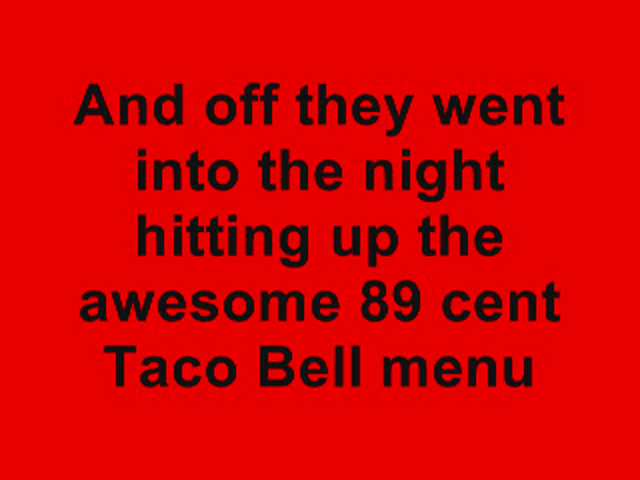 And off they went
into the night
hitting up the
awesome 89 cent
Taco Bell menu